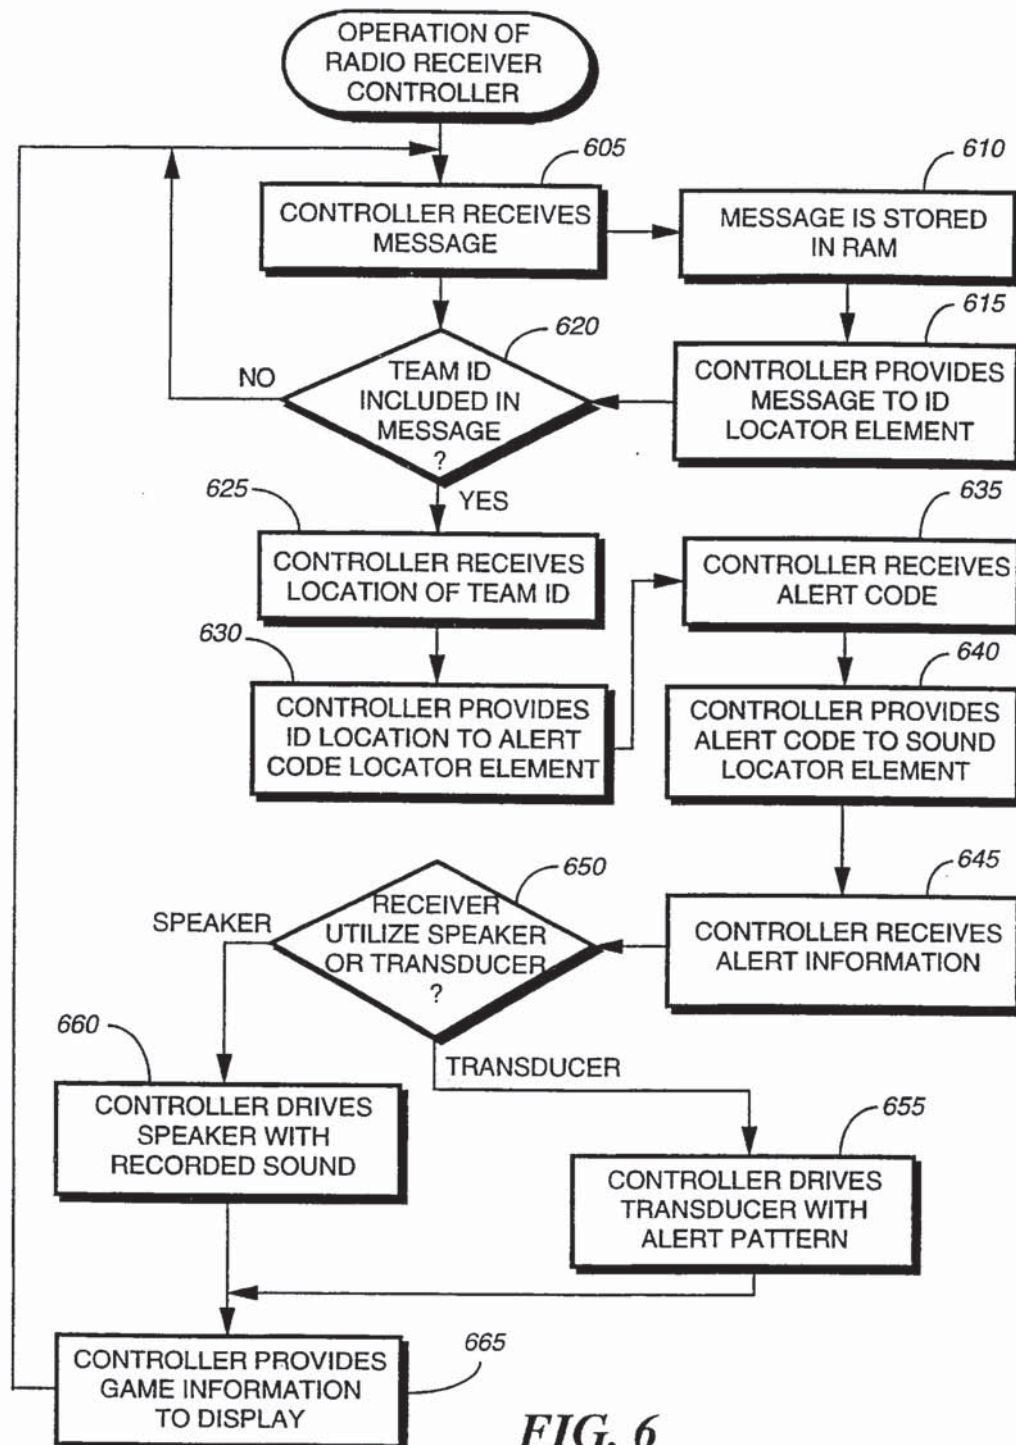 OPERATION OF
RADIO RECEIVER
CONTROLLER
605
CONTROLLER RECEIVES
MESSAGE
610
MESSAGE IS STORED
IN RAM
615
CONTROLLER PROVIDES
MESSAGE TO ID
LOCATOR ELEMENT
620
TEAM ID
INCLUDED IN
MESSAGE
?
NO
YES
625
CONTROLLER RECEIVES
LOCATION OF TEAM ID
630
CONTROLLER PROVIDES
ID LOCATION TO ALERT
CODE LOCATOR ELEMENT
635
CONTROLLER RECEIVES
ALERT CODE
640
CONTROLLER PROVIDES
ALERT CODE TO SOUND
LOCATOR ELEMENT
645
CONTROLLER RECEIVES
ALERT INFORMATION
650
RECEIVER
UTILIZE SPEAKER
OR TRANSDUCER
?
SPEAKER
TRANSDUCER
660
CONTROLLER DRIVES
SPEAKER WITH
RECORDED SOUND
655
CONTROLLER DRIVES
TRANSDUCER WITH
ALERT PATTERN
665
CONTROLLER PROVIDES
GAME INFORMATION
TO DISPLAY
FIG. 6